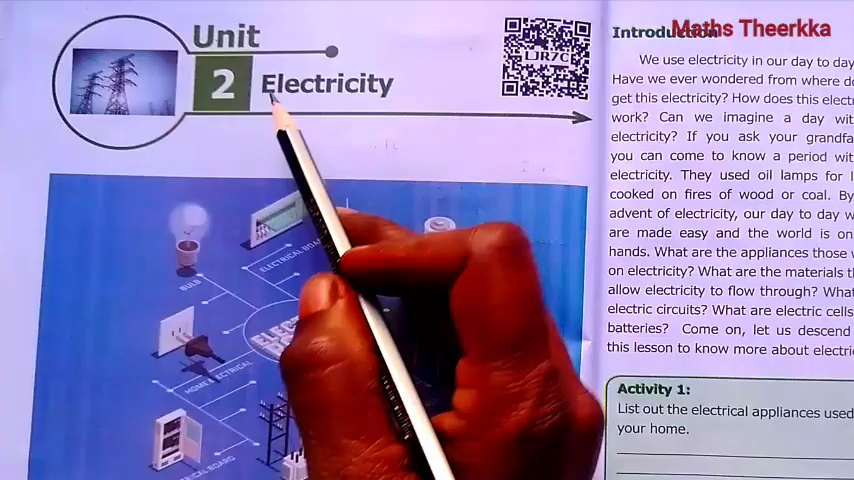 Unit
2
Electricity
LJR7C
Maths Theerkka
Introduction
We use electricity in our day to day
Have we ever wondered from where do
get this electricity? How does this electr
work? Can we imagine a day wit
electricity? If you ask your grandfa
you can come to know a period wit
electricity. They used oil lamps for l
cooked on fires of wood or coal. By
advent of electricity, our day to day w
are made easy and the world is on
hands. What are the appliances those w
on electricity? What are the materials th
allow electricity to flow through? What
electric circuits? What are electric cells
batteries? Come on, let us descend
this lesson to know more about electric
Activity 1:
List out the electrical appliances used
your home.
ELECTRICAL BOA
BULB
HOME ELECTRICAL
BOARD